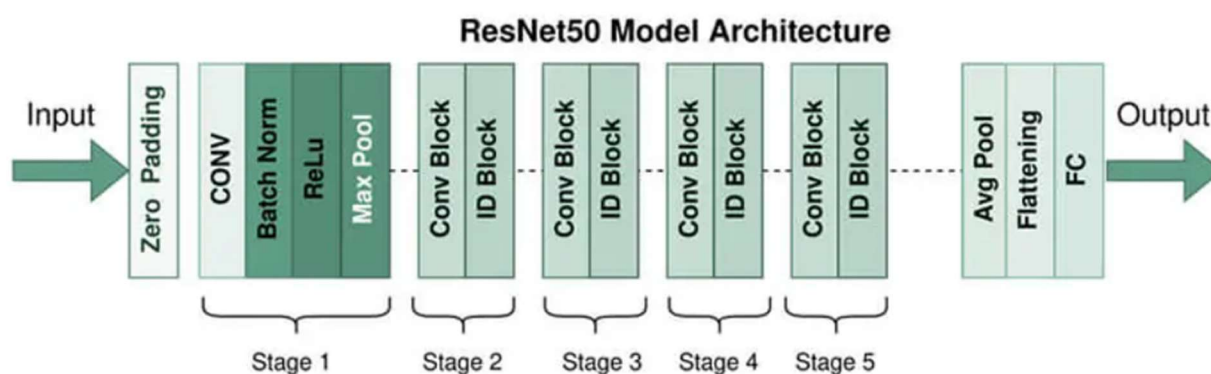 ResNet50 Model Architecture
Input
Zero Padding
CONV
Batch Norm
ReLu
Max Pool
Conv Block
ID Block
Conv Block
ID Block
Conv Block
ID Block
Conv Block
ID Block
Avg Pool
Flattening
FC
Output
Stage 1
Stage 2
Stage 3
Stage 4
Stage 5